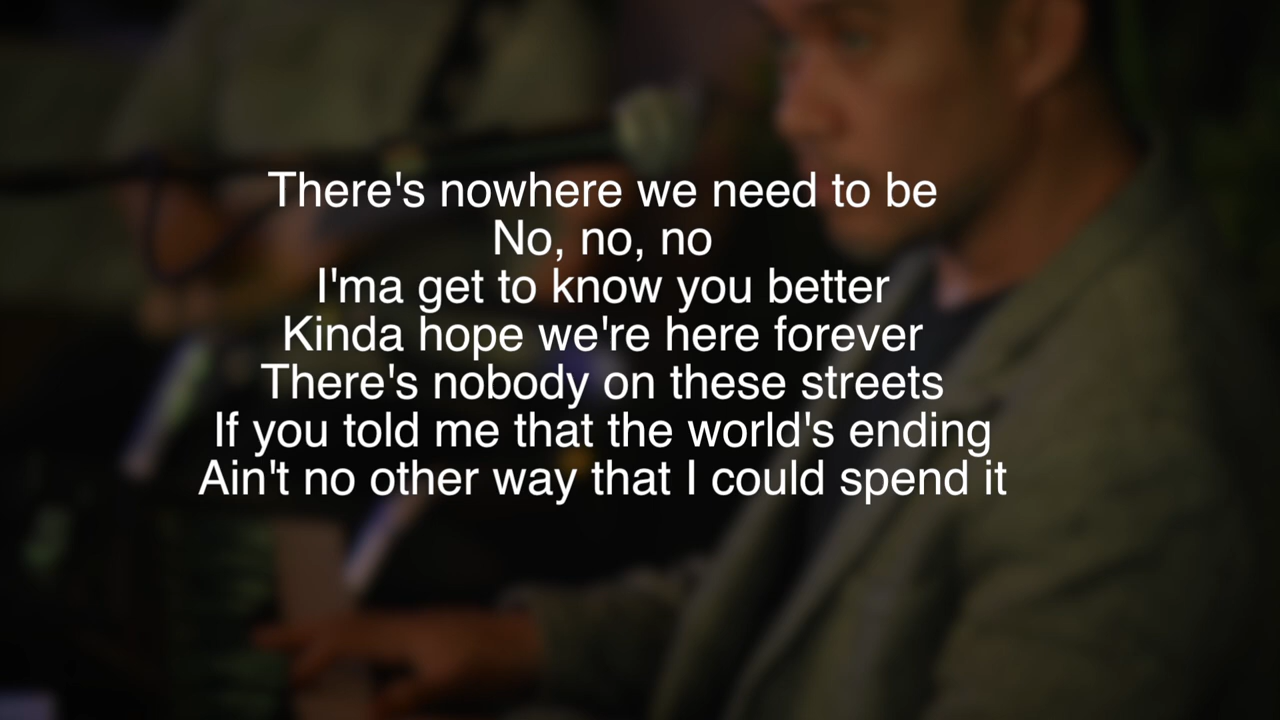 There's nowhere we need to be
No, no, no
I'ma get to know you better
Kinda hope we're here forever
There's nobody on these streets
If you told me that the world's ending
Ain't no other way that I could spend it